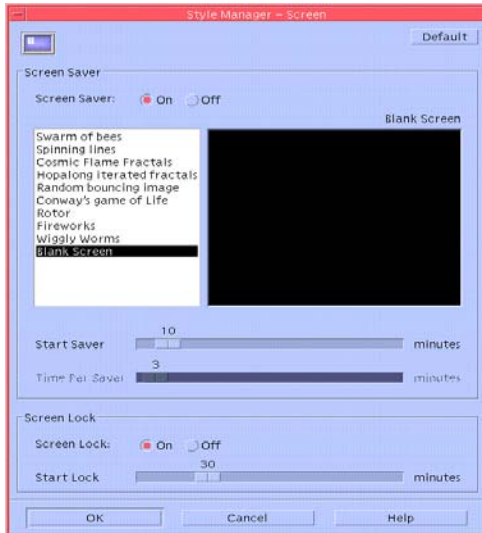 Style Manager – Screen
Default
Screen Saver
Screen Saver: On Off
Blank Screen
Swarm of bees
Spinning lines
Cosmic Flame Fractals
Hopalong iterated fractals
Random bouncing image
Conway's game of Life
Rotor
Fireworks
Wiggly Worms
Blank Screen
10
Start Saver minutes
3
Time Per Saver minutes
Screen Lock
Screen Lock: On Off
30
Start Lock minutes
OK Cancel Help